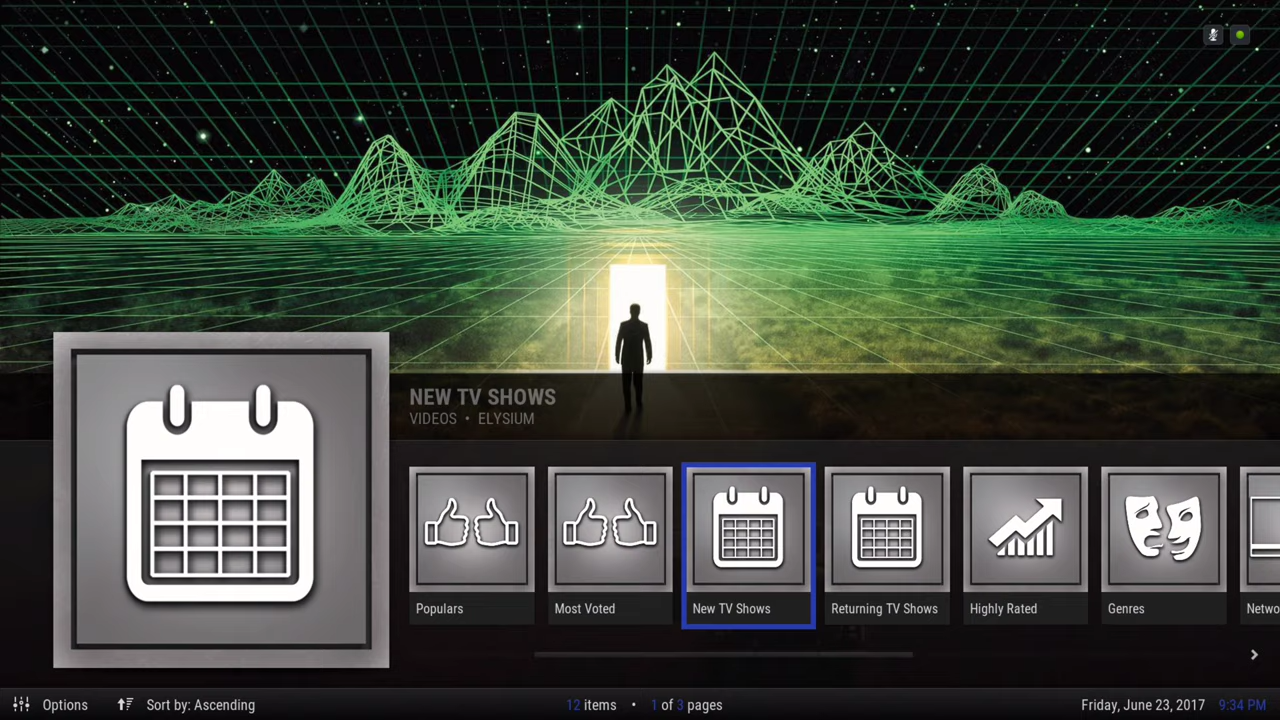 NEW TV SHOWS
VIDEOS • ELYSIUM
Populars
Most Voted
New TV Shows
Returning TV Shows
Highly Rated
Genres
Netwo
Options
Sort by: Ascending
12 items • 1 of 3 pages
Friday, June 23, 2017 9:34 PM